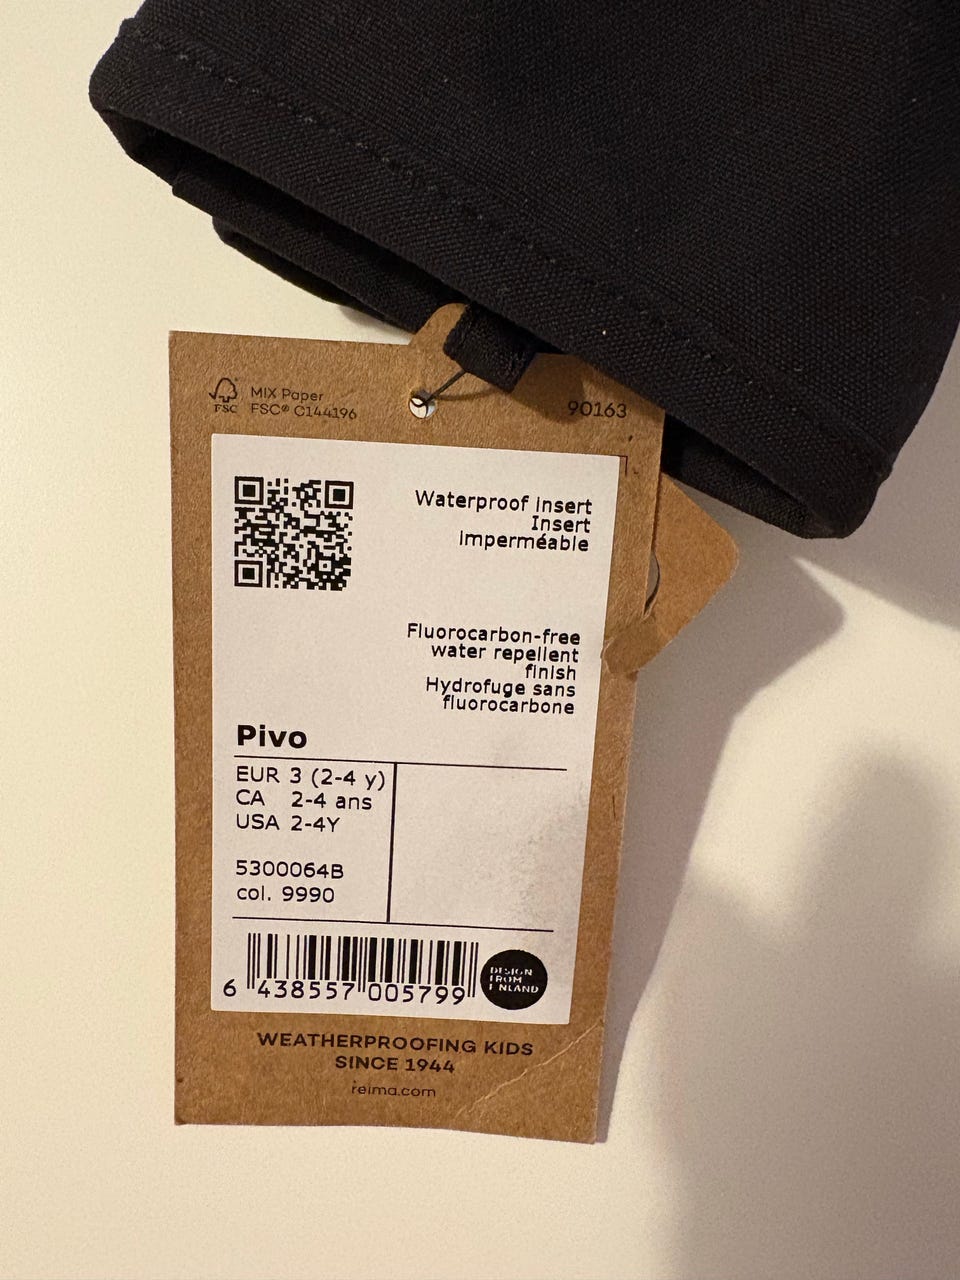 FSC
MIX Paper
FSC® C144196
90163
Waterproof insert
Insert
imperméable
Fluorocarbon-free
water repellent
finish
Hydrofuge sans
fluorocarbone
Pivo
EUR 3 (2-4 y)
CA 2-4 ans
USA 2-4Y
5300064B
col. 9990
6 438557 005799
DESIGN
FROM
FINLAND
WEATHERPROOFING KIDS
SINCE 1944
reima.com